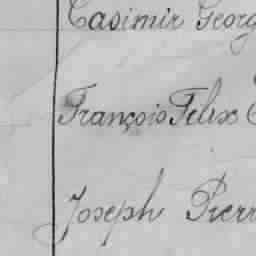 Casimir Georg
François Felix
Joseph Pierr